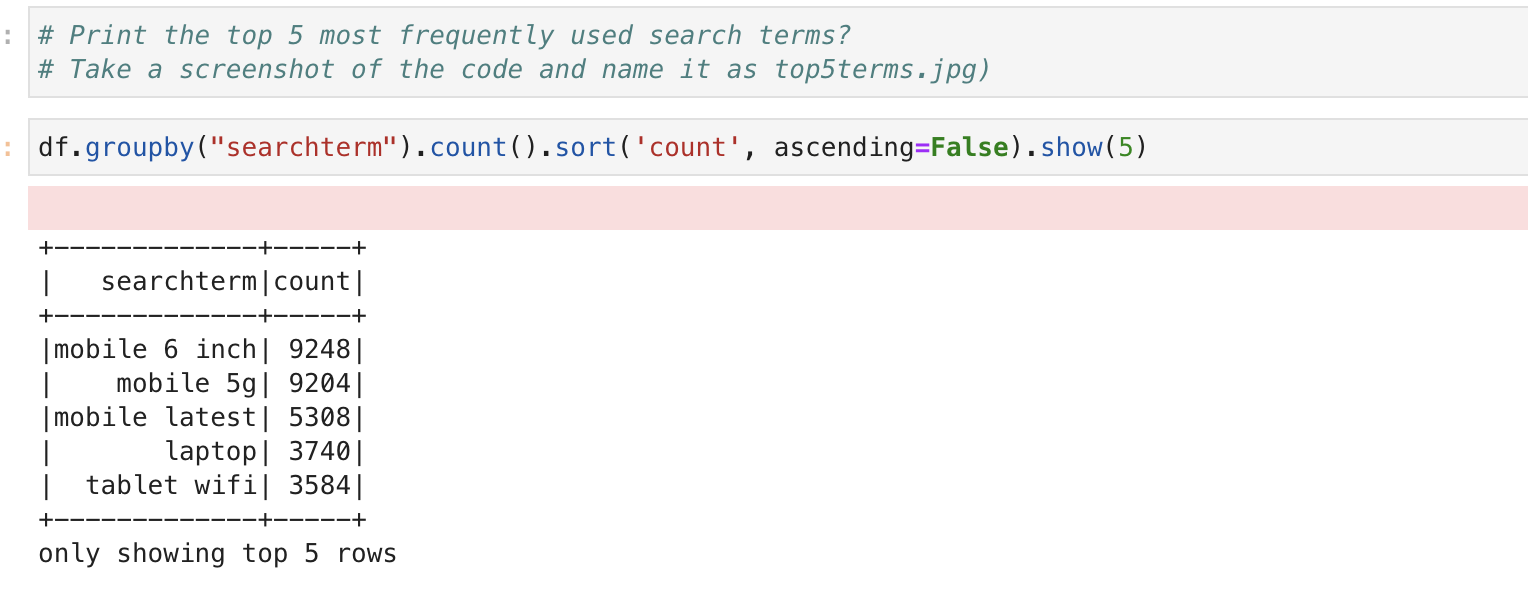 :
# Print the top 5 most frequently used search terms?
# Take a screenshot of the code and name it as top5terms.jpg)
:
df.groupby("searchterm").count().sort('count', ascending=False).show(5)
+-------------+-----+
|   searchterm|count|
+-------------+-----+
|mobile 6 inch| 9248|
|    mobile 5g| 9204|
|mobile latest| 5308|
|       laptop| 3740|
|  tablet wifi| 3584|
+-------------+-----+
only showing top 5 rows